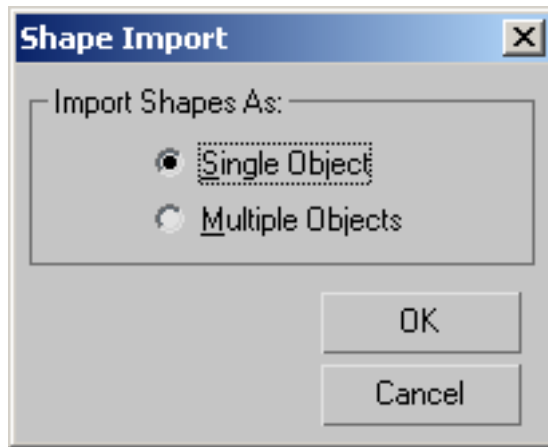 Shape Import
Import Shapes As:
Single Object
Multiple Objects
OK
Cancel